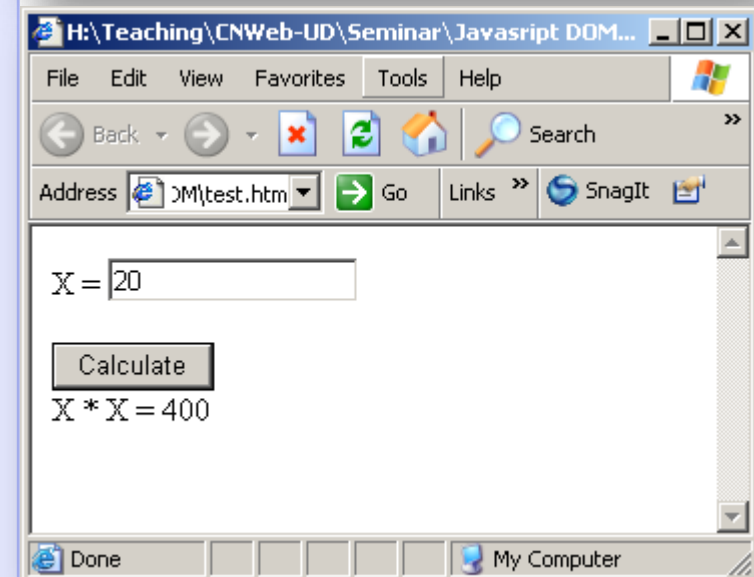 H:\Teaching\CNWeb-UD\Seminar\Javasript DOM...
File Edit View Favorites Tools Help
Back Search »
Address DOM\test.htm Go Links » SnagIt
X = 20
Calculate
X * X = 400
Done My Computer